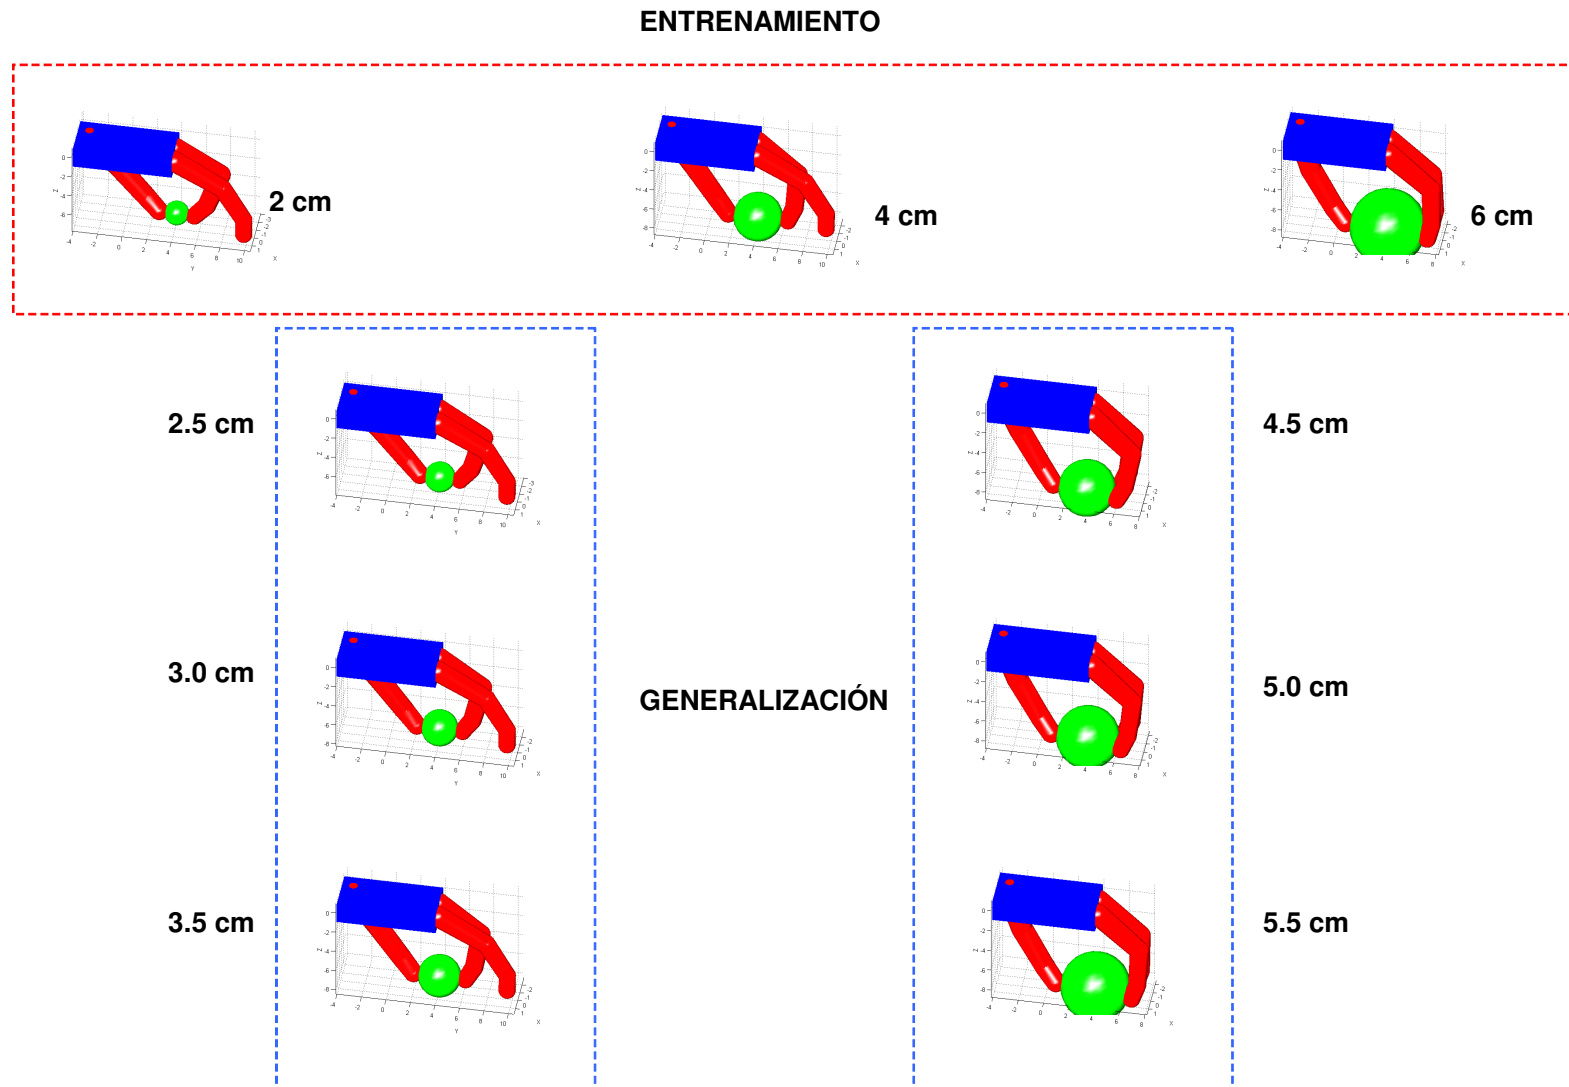 ENTRENAMIENTO
2 cm
4 cm
6 cm
2.5 cm
4.5 cm
3.0 cm
5.0 cm
GENERALIZACIÓN
3.5 cm
5.5 cm